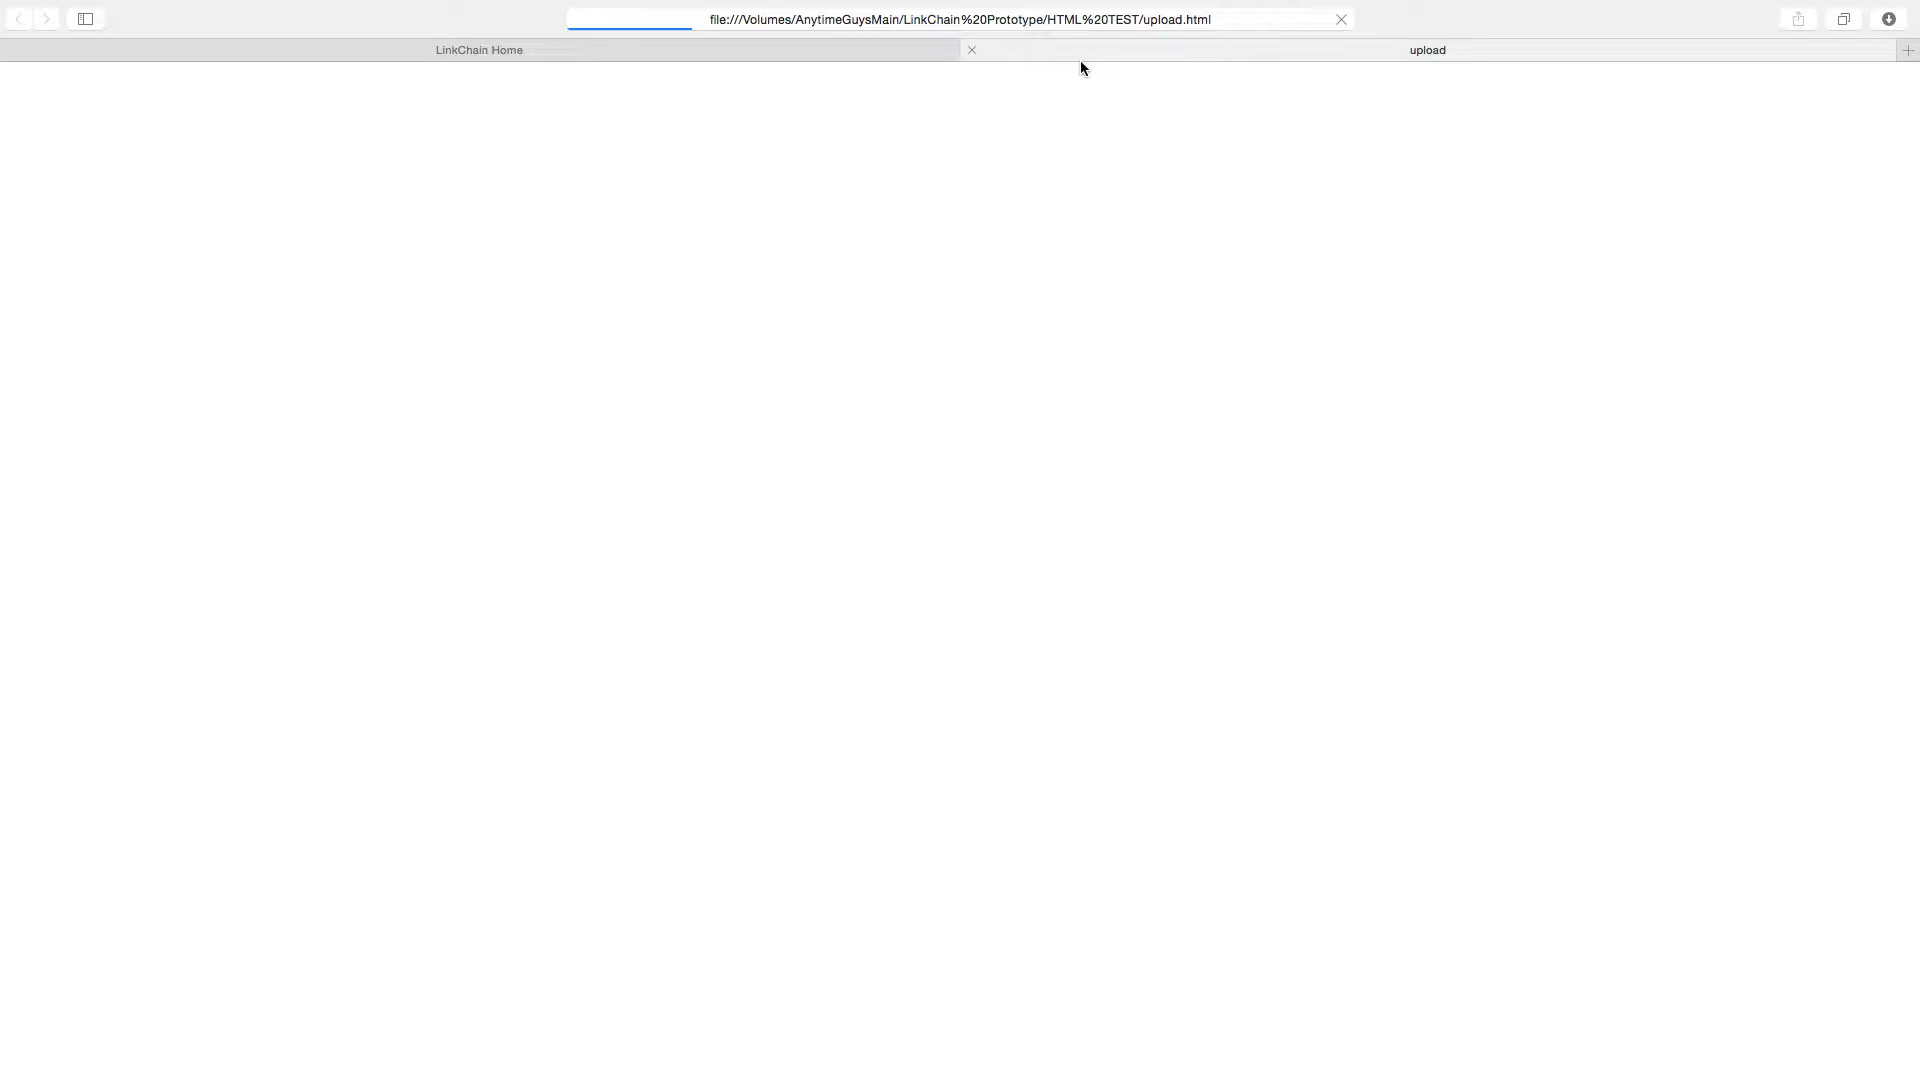 file:///Volumes/AnytimeGuysMain/LinkChain%20Prototype/HTML%20TEST/upload.html
LinkChain Home
upload